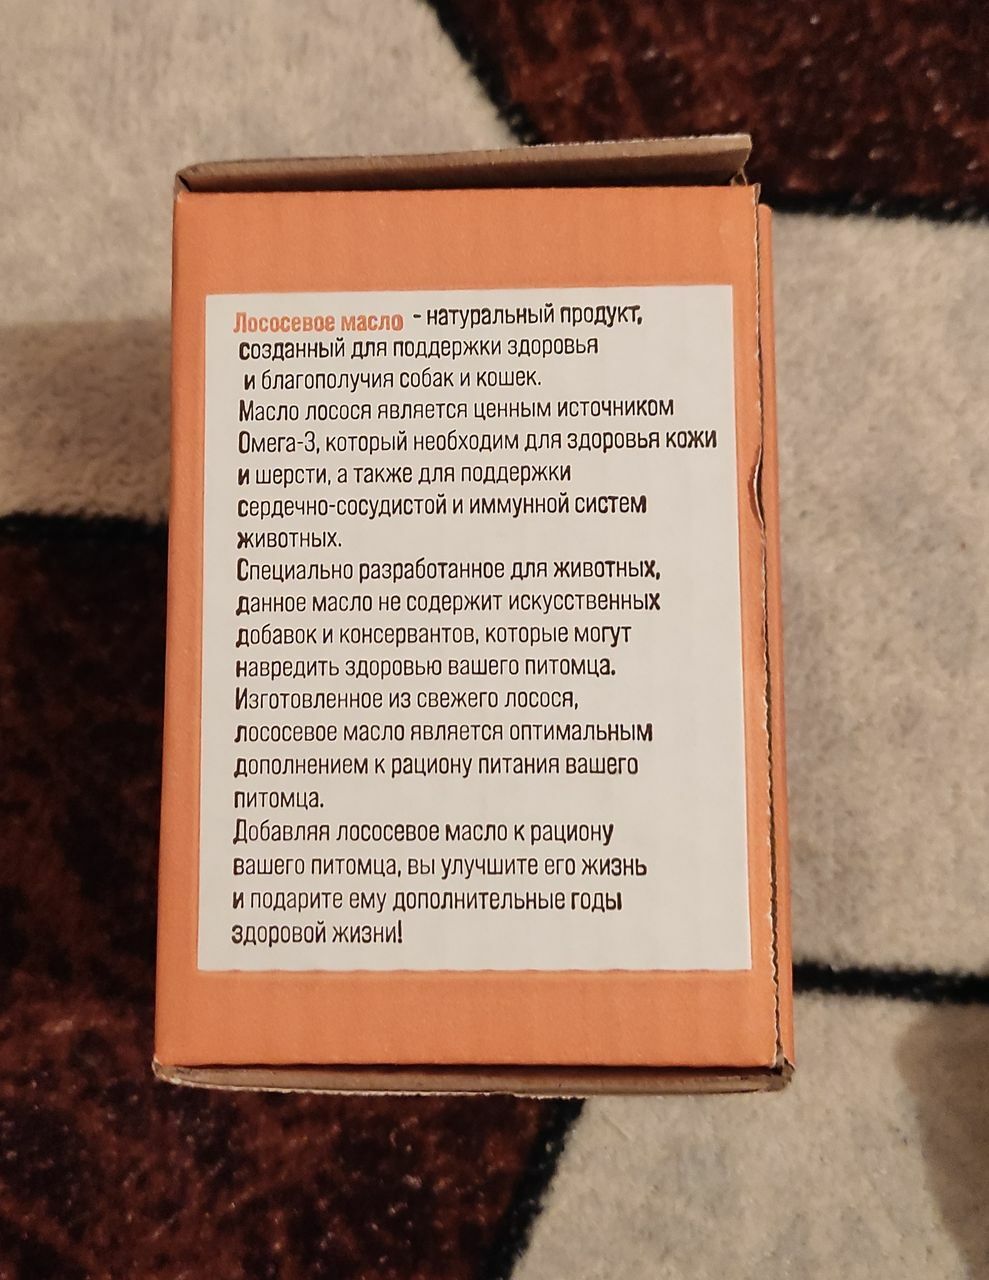 Лососевое масло - натуральный продукт,
созданный для поддержки здоровья
и благополучия собак и кошек.
Масло лосося является ценным источником
Омега-3, который необходим для здоровья кожи
и шерсти, а также для поддержки
сердечно-сосудистой и иммунной систем
животных.
Специально разработанное для животных,
данное масло не содержит искусственных
добавок и консервантов, которые могут
навредить здоровью вашего питомца.
Изготовленное из свежего лосося,
лососевое масло является оптимальным
дополнением к рациону питания вашего
питомца.
Добавляя лососевое масло к рациону
вашего питомца, вы улучшите его жизнь
и подарите ему дополнительные годы
здоровой жизни!